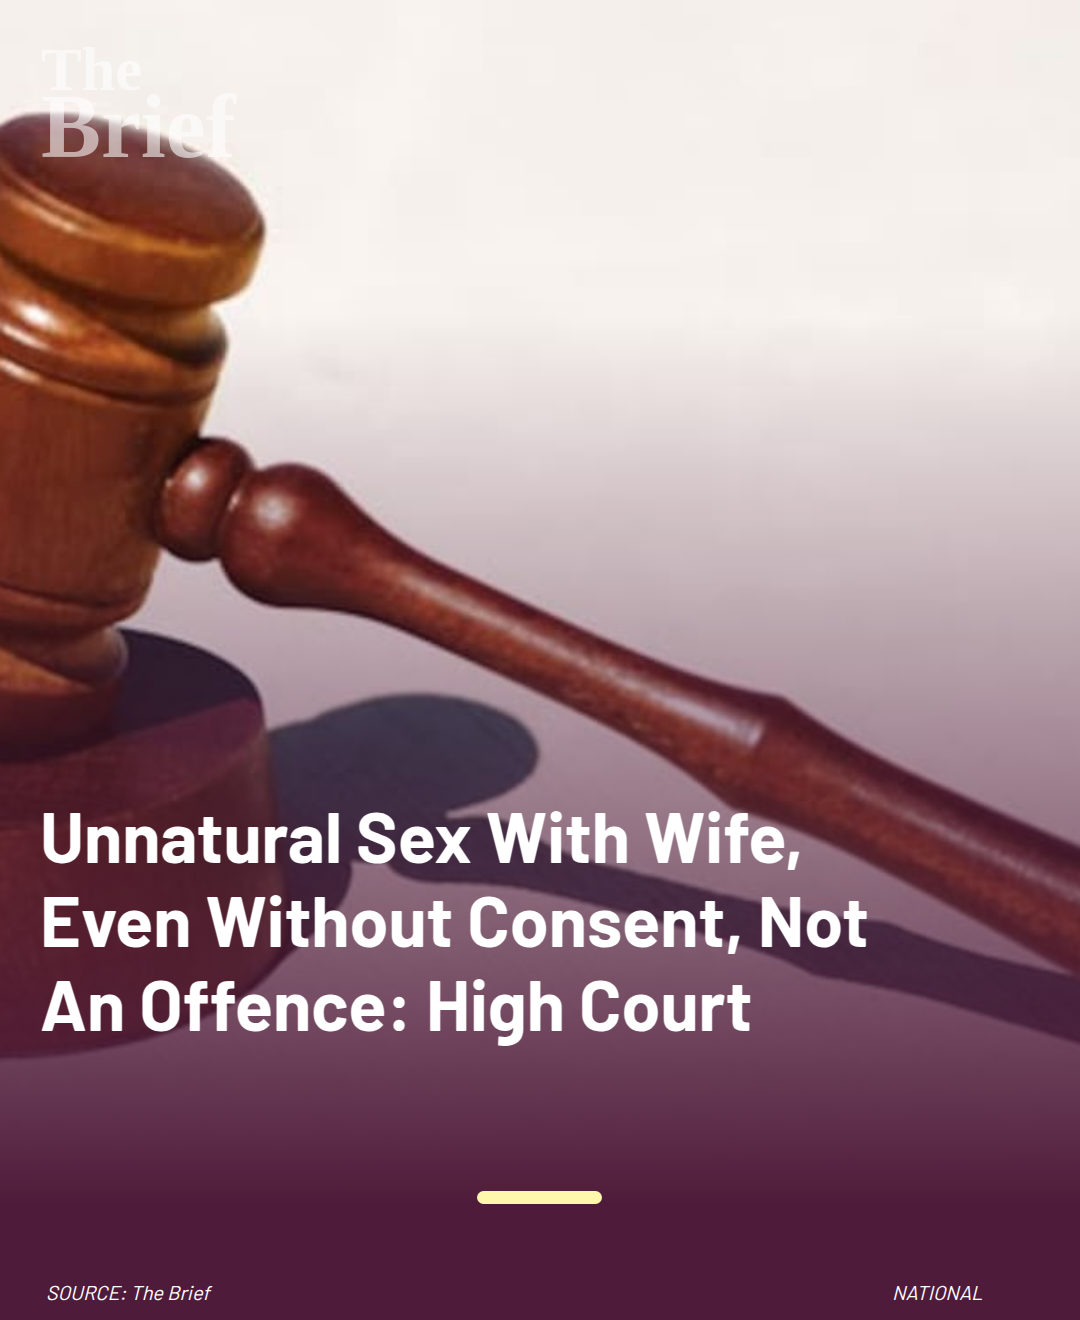 The
Brief
Unnatural Sex With Wife,
Even Without Consent, Not
An Offence: High Court
SOURCE: The Brief
NATIONAL